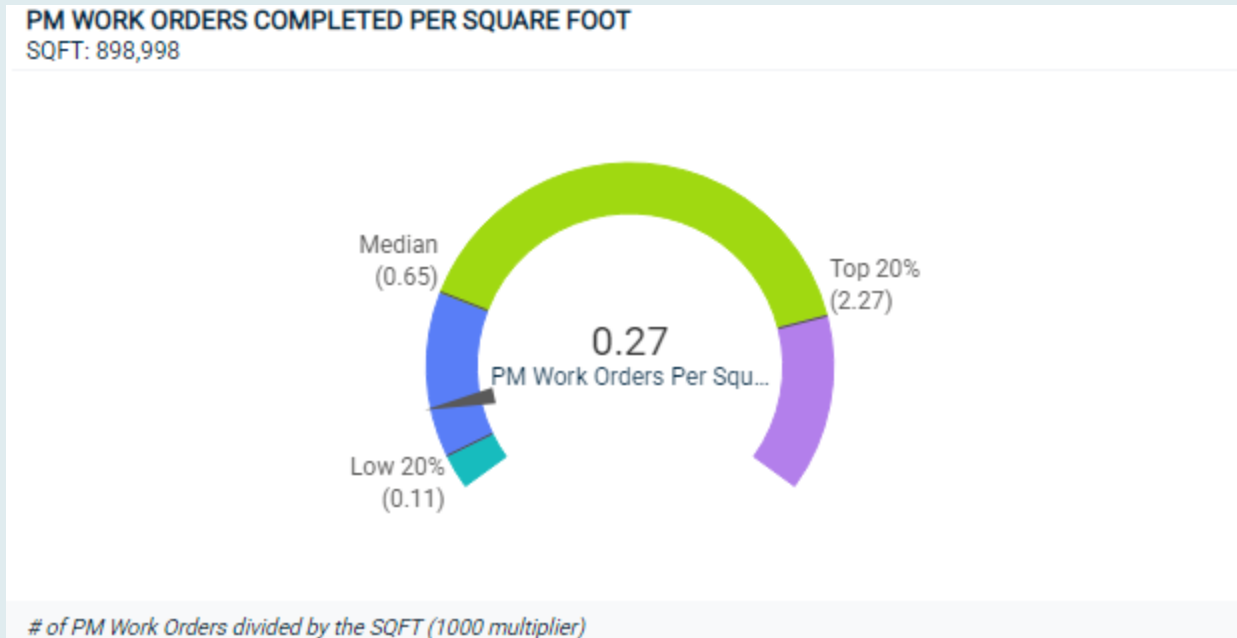 PM WORK ORDERS COMPLETED PER SQUARE FOOT
SQFT: 898,998
Median
(0.65)
Top 20%
(2.27)
0.27
PM Work Orders Per Squ...
Low 20%
(0.11)
# of PM Work Orders divided by the SQFT (1000 multiplier)